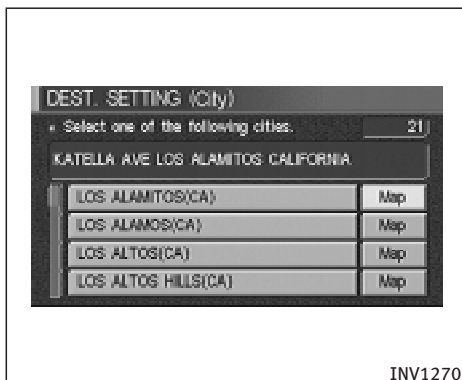 DEST. SETTING (City)
Select one of the following cities. 21
KATELLA AVE LOS ALAMITOS CALIFORNIA
LOS ALAMITOS(CA) Map
LOS ALAMOS(CA) Map
LOS ALTOS(CA) Map
LOS ALTOS HILLS(CA) Map
INV1270